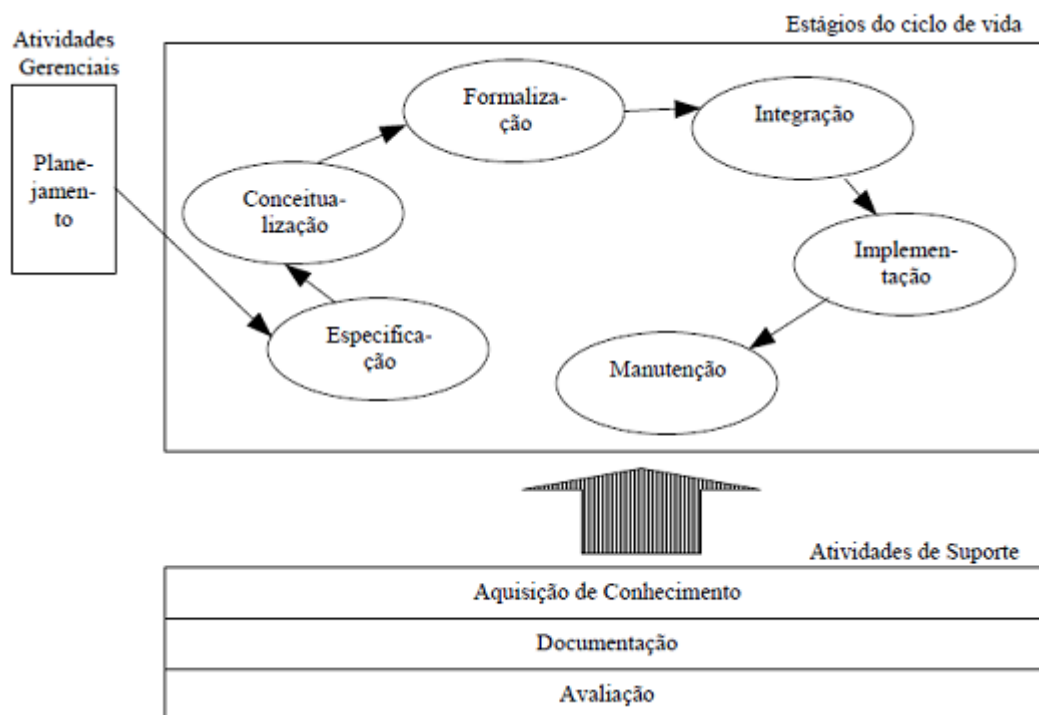 Estágios do ciclo de vida
Atividades
Gerenciais
Plane-
jamen-
to
Formaliza-
ção
Integração
Conceitua-
lização
Implemen-
tação
Especifica-
ção
Manutenção
Atividades de Suporte
Aquisição de Conhecimento
Documentação
Avaliação